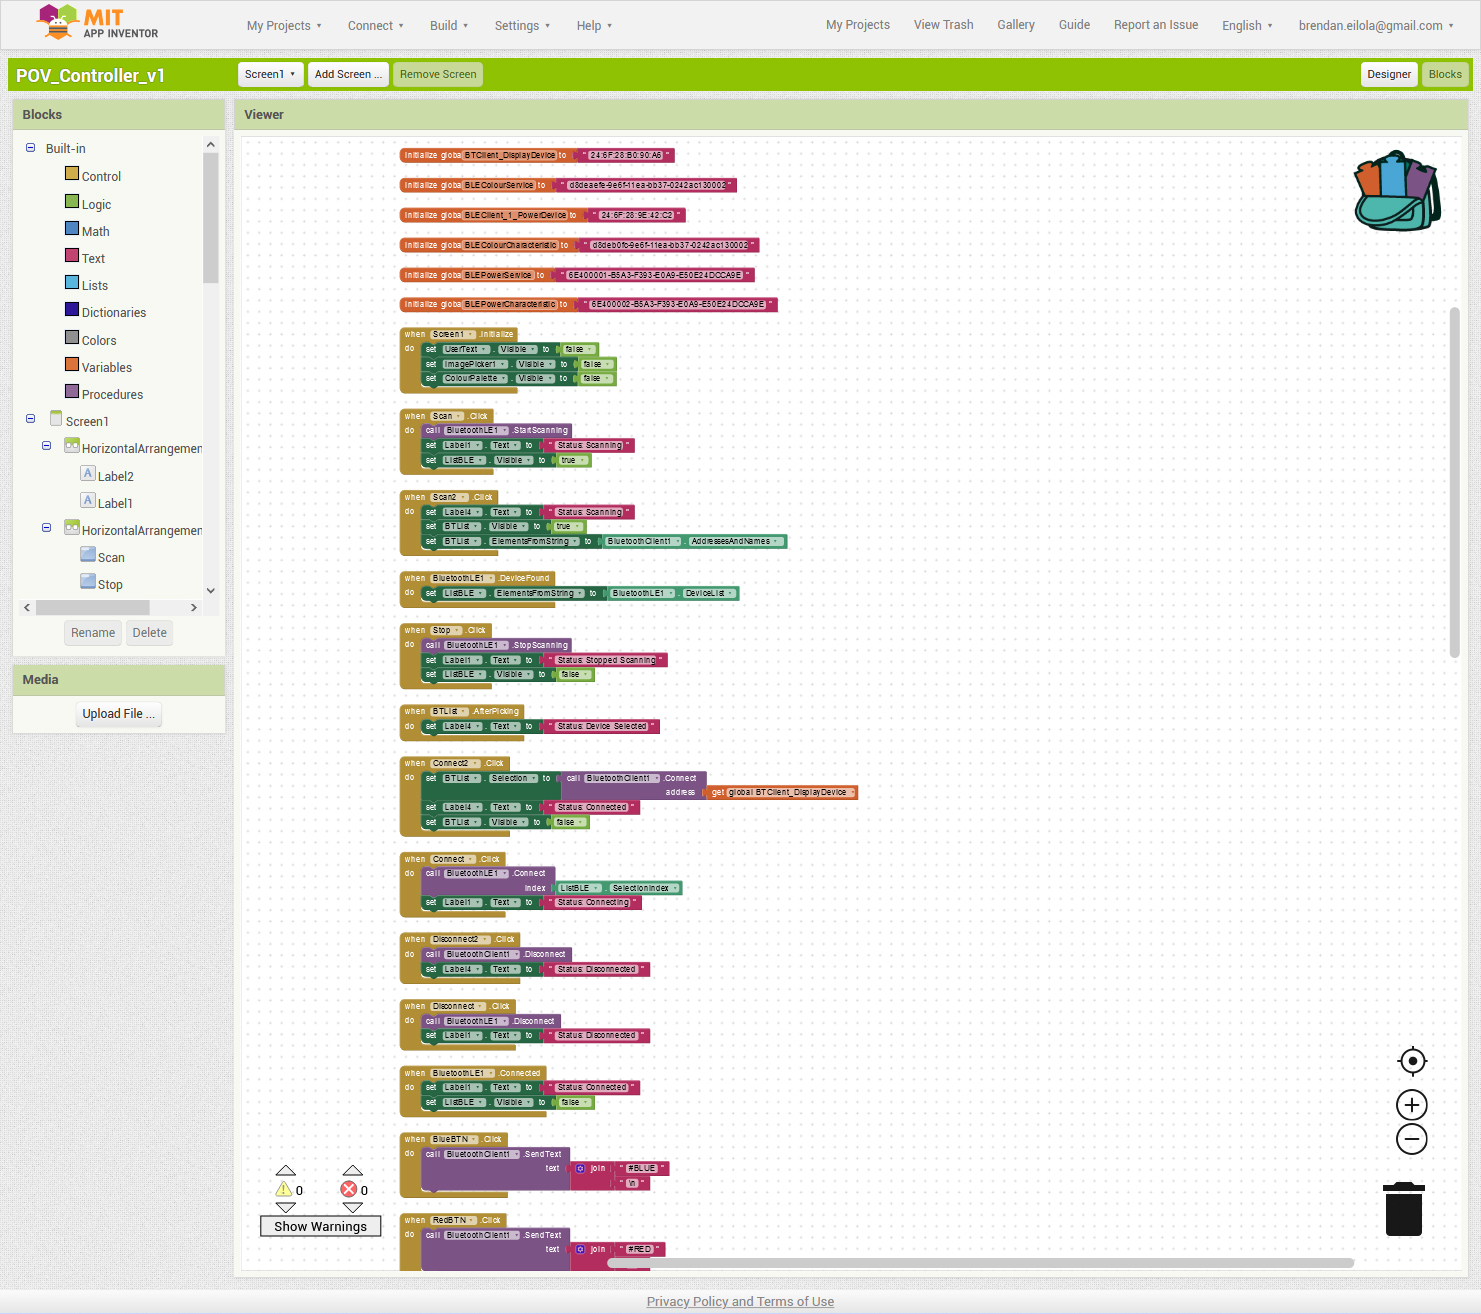 MIT
APP INVENTOR
My Projects Connect Build Settings Help My Projects View Trash Gallery Guide Report an Issue English brendan.eilola@gmail.com
POV_Controller_v1 Screen1 Add Screen ... Remove Screen Designer Blocks
Blocks
Built-in
Control
Logic
Math
Text
Lists
Dictionaries
Colors
Variables
Procedures
Screen1
HorizontalArrangemen
Label2
Label1
HorizontalArrangemen
Scan
Stop
Rename Delete
Media
Upload File ...
Viewer
initialize global BTClient_DisplayDevice to " 24:6F:28:B0:90:A6 "
initialize global BLEColourService to " d8deaefe-9e6f-11ea-bb37-0242ac130002 "
initialize global BLEClient_1_PowerDevice to " 24:6F:28:9E:42:C2 "
initialize global BLEColourCharacteristic to " d8deb0fc-9e6f-11ea-bb37-0242ac130002 "
initialize global BLEPowerService to " 6E400001-B5A3-F393-E0A9-E50E24DCCA9E "
initialize global BLEPowerCharacteristic to " 6E400002-B5A3-F393-E0A9-E50E24DCCA9E "
when Screen1 .Initialize
do set UserText . Visible to false
set ImagePicker1 . Visible to false
set ColourPalette . Visible to false
when Scan .Click
do call BluetoothLE1 .StartScanning
set Label1 . Text to " Status: Scanning "
set ListBLE . Visible to true
when Scan2 .Click
do set Label4 . Text to " Status: Scanning "
set BTList . Visible to true
set BTList . ElementsFromString to BluetoothClient1 . AddressesAndNames
when BluetoothLE1 .DeviceFound
do set ListBLE . ElementsFromString to BluetoothLE1 . DeviceList
when Stop .Click
do call BluetoothLE1 .StopScanning
set Label1 . Text to " Status: Stopped Scanning "
set ListBLE . Visible to false
when BTList .AfterPicking
do set Label4 . Text to " Status: Device Selected "
when Connect2 .Click
do set BTList . Selection to call BluetoothClient1 .Connect
address get global BTClient_DisplayDevice
set Label4 . Text to " Status: Connected "
set BTList . Visible to false
when Connect .Click
do call BluetoothLE1 .Connect
index ListBLE . SelectionIndex
set Label1 . Text to " Status: Connecting "
when Disconnect2 .Click
do call BluetoothClient1 .Disconnect
set Label4 . Text to " Status: Disconnected "
when Disconnect .Click
do call BluetoothLE1 .Disconnect
set Label1 . Text to " Status: Disconnected "
when BluetoothLE1 .Connected
do set Label1 . Text to " Status: Connected "
set ListBLE . Visible to false
when BlueBTN .Click
do call BluetoothClient1 .SendText
text join " #BLUE "
" \n "
when RedBTN .Click
do call BluetoothClient1 .SendText
text join " #RED "
0 0
Show Warnings
Privacy Policy and Terms of Use